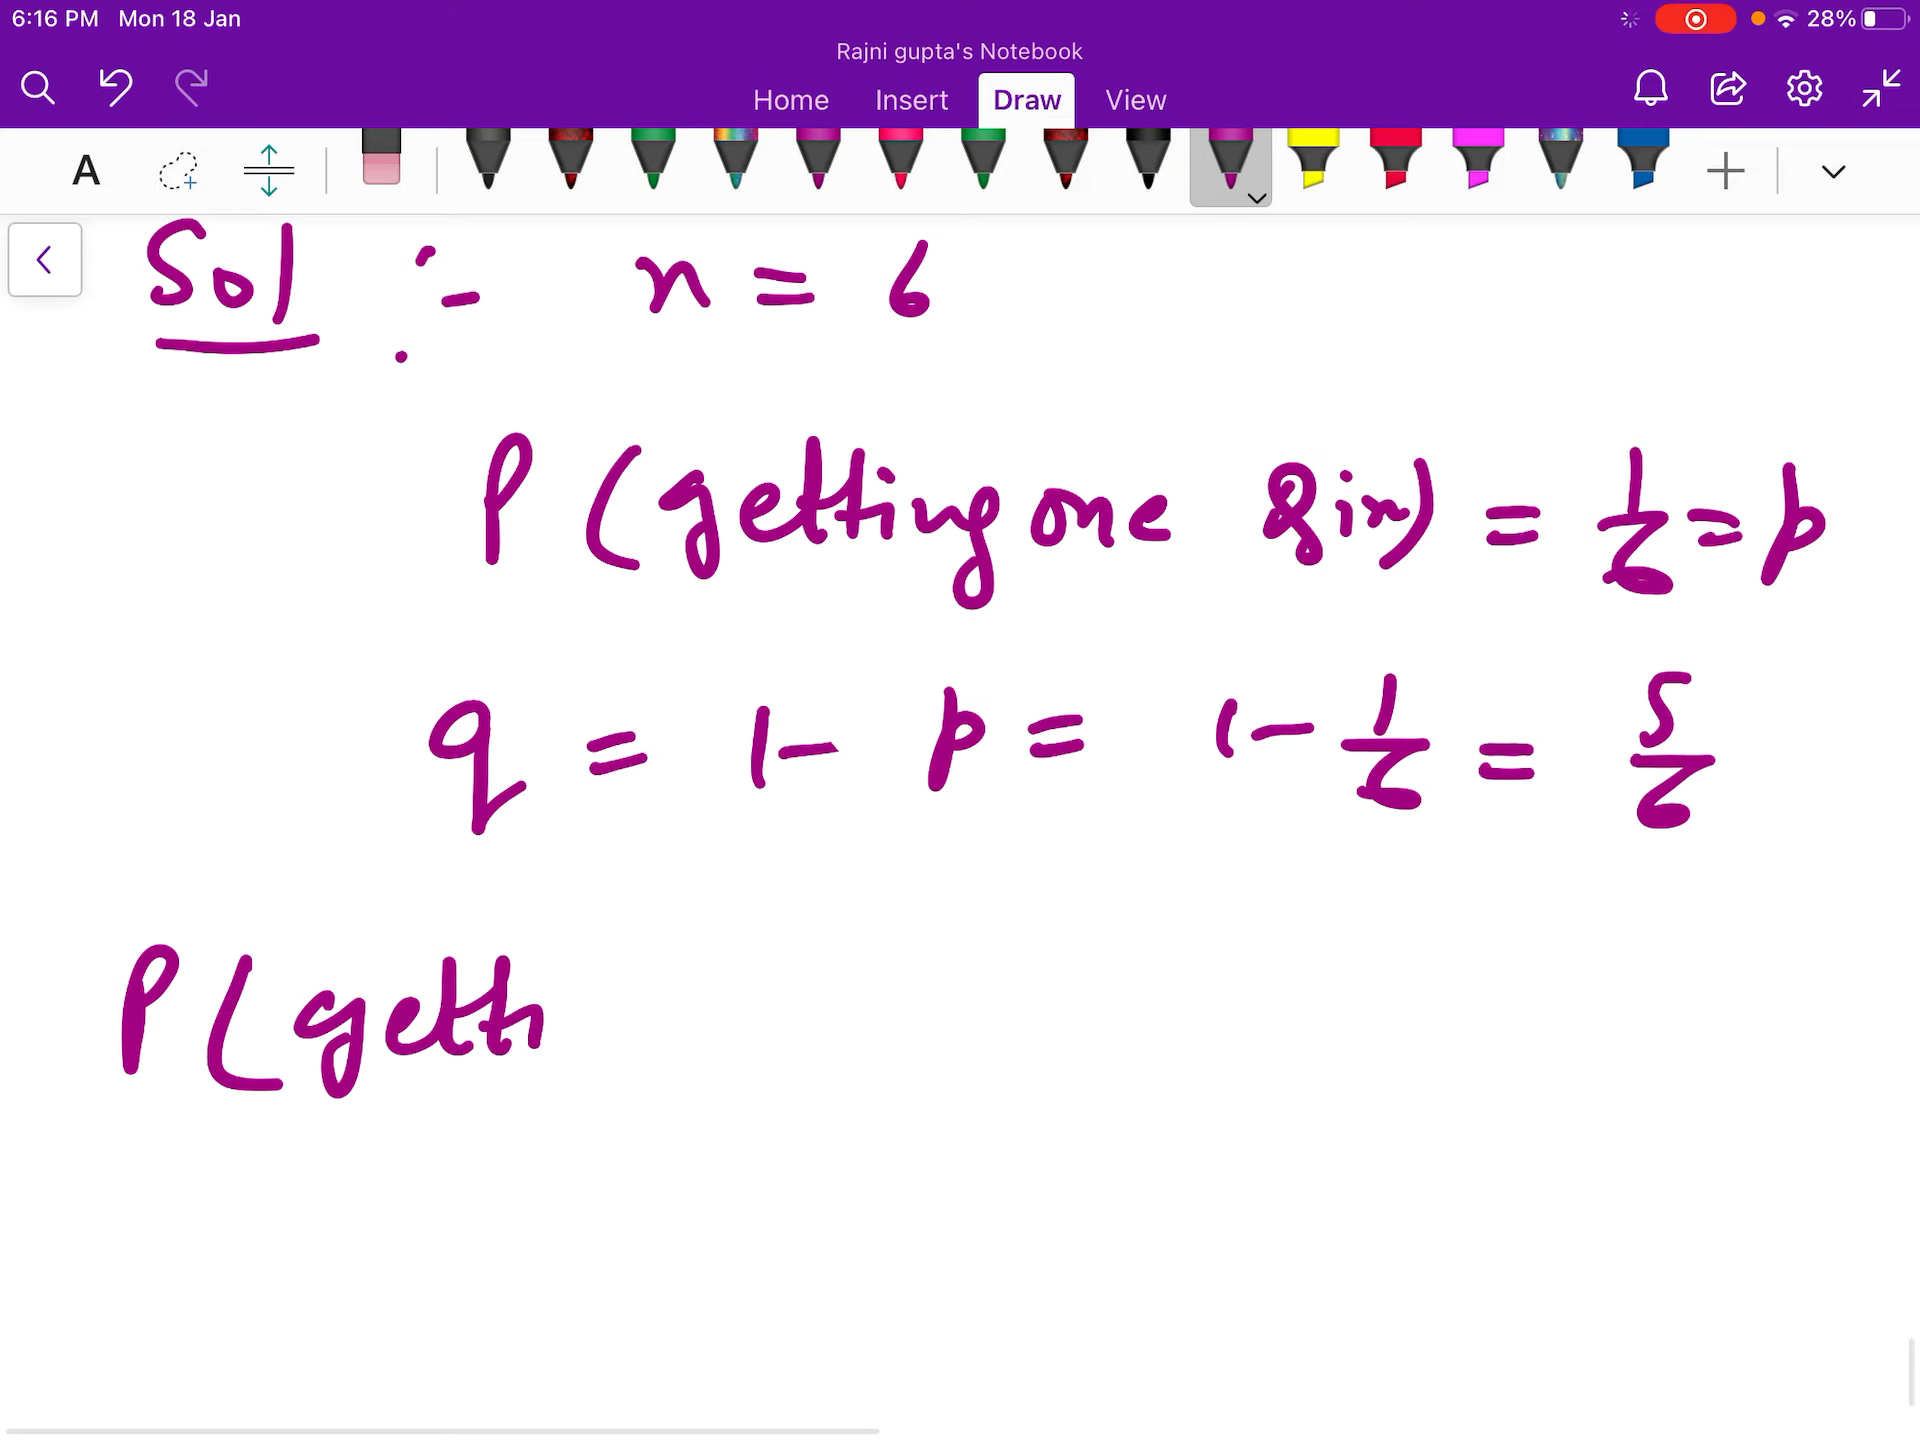 6:16 PM Mon 18 Jan
28%
Rajni gupta's Notebook
Home Insert Draw View
A
Sol :- n = 6
P (getting one six) = 1/6 = p
q = 1 - p = 1 - 1/6 = 5/6
P ( gett